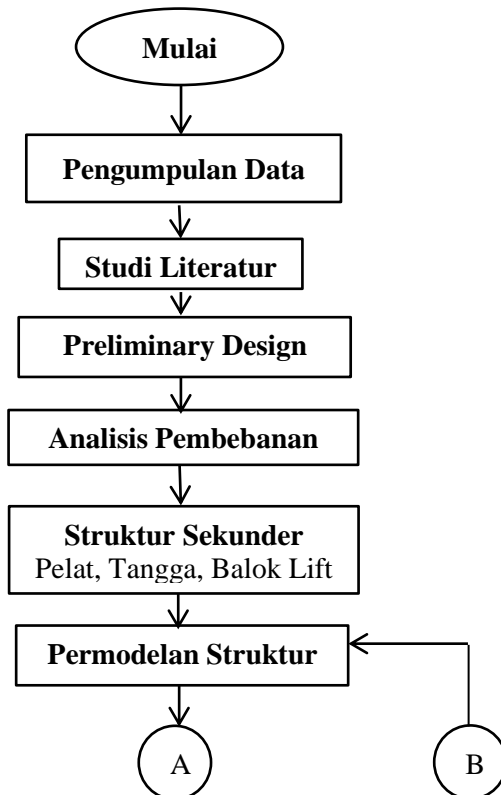 Mulai
Pengumpulan Data
Studi Literatur
Preliminary Design
Analisis Pembebanan
Struktur Sekunder
Pelat, Tangga, Balok Lift
Permodelan Struktur
A
B